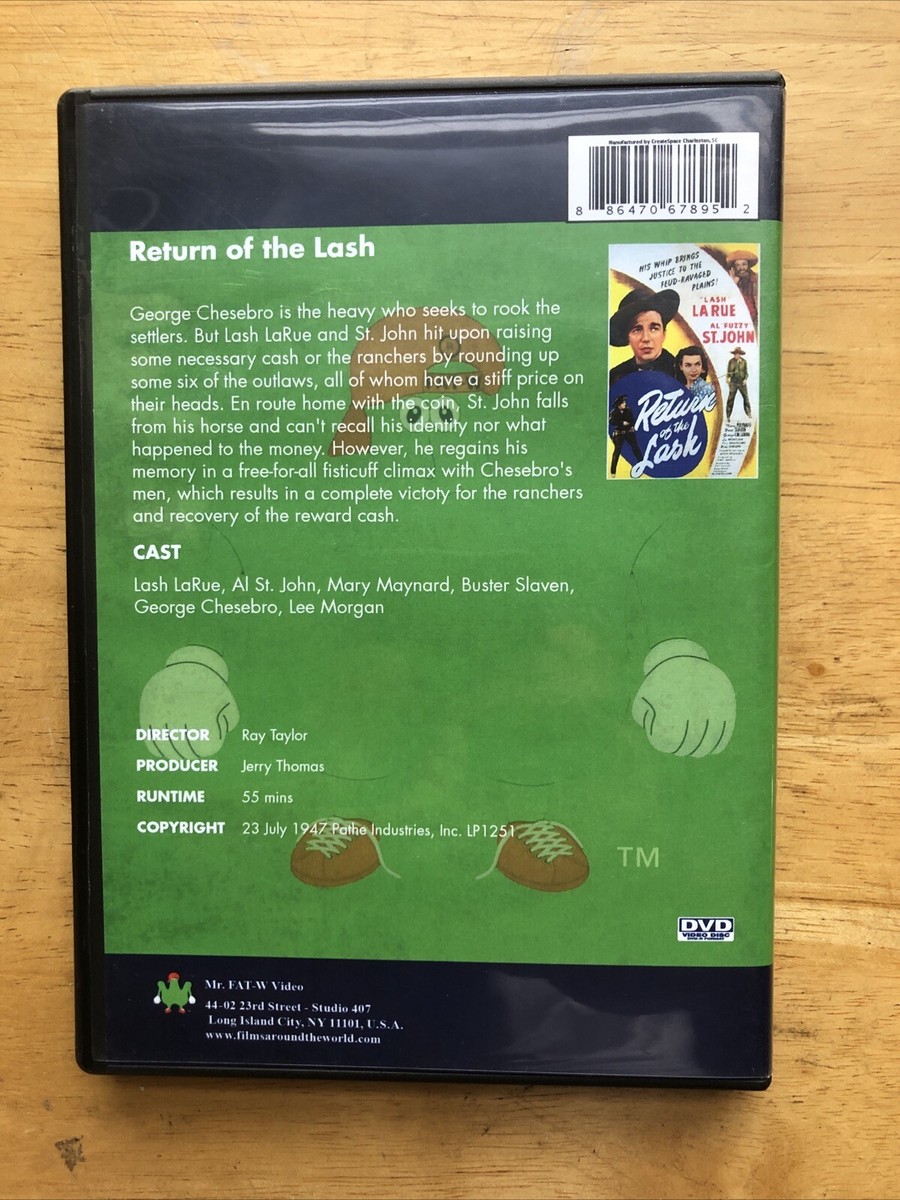 Manufactured by CreateSpace Charleston, SC
8 86470 67895 2
Return of the Lash
HIS WHIP BRINGS
JUSTICE TO THE
FEUD-RAVAGED
PLAINS!
"LASH"
LA RUE
AL "FUZZY"
ST. JOHN
Return
of the
Lash
George Chesebro is the heavy who seeks to rook the
settlers. But Lash LaRue and St. John hit upon raising
some necessary cash or the ranchers by rounding up
some six of the outlaws, all of whom have a stiff price on
their heads. En route home with the coin, St. John falls
from his horse and can't recall his identity nor what
happened to the money. However, he regains his
memory in a free-for-all fisticuff climax with Chesebro's
men, which results in a complete victoty for the ranchers
and recovery of the reward cash.
CAST
Lash LaRue, Al St. John, Mary Maynard, Buster Slaven,
George Chesebro, Lee Morgan
DIRECTOR Ray Taylor
PRODUCER Jerry Thomas
RUNTIME 55 mins
COPYRIGHT 23 July 1947 Pathe Industries, Inc. LP1251
TM
DVD
VIDEO DISC
Mr. FAT-W Video
44-02 23rd Street - Studio 407
Long Island City, NY 11101, U.S.A.
www.filmsaroundtheworld.com